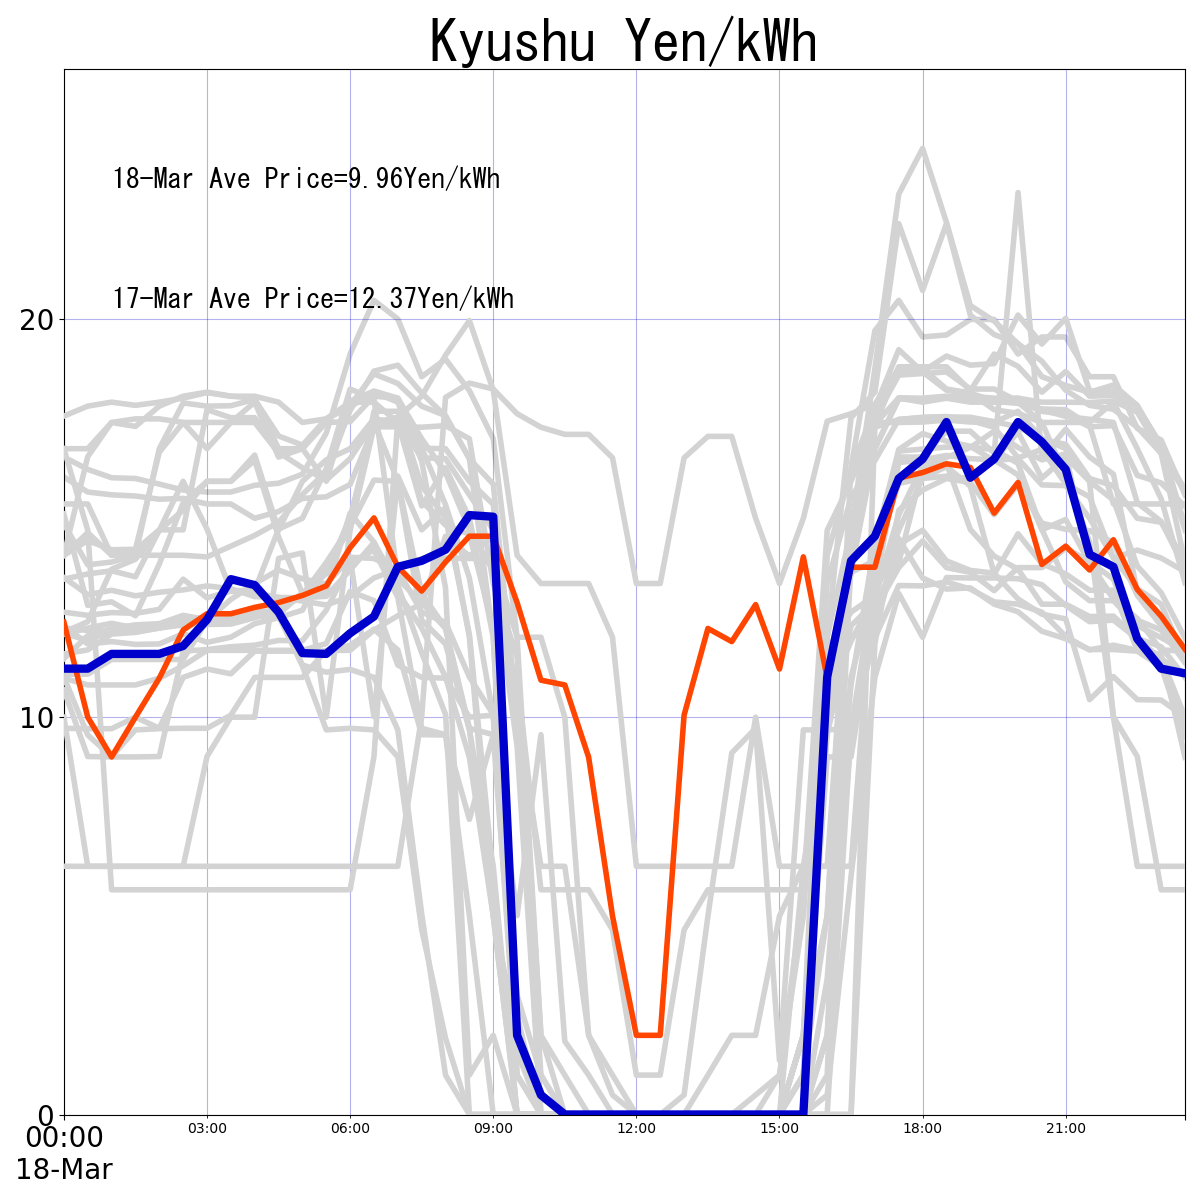 Kyushu Yen/kWh
18-Mar Ave Price=9.96Yen/kWh
17-Mar Ave Price=12.37Yen/kWh
20
10
0
00:00 03:00 06:00 09:00 12:00 15:00 18:00 21:00
18-Mar